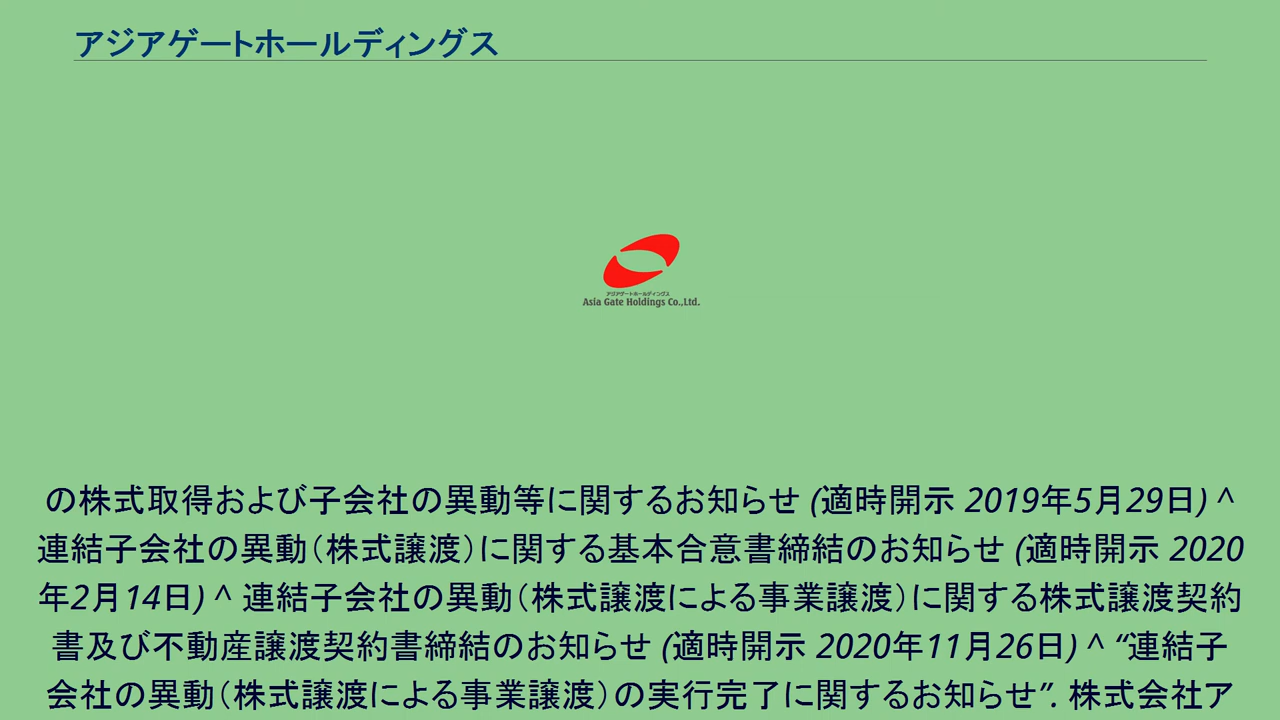 アジアゲートホールディングス
アジアゲートホールディングス
Asia Gate Holdings Co.,Ltd.
の株式取得および子会社の異動等に関するお知らせ (適時開示 2019年5月29日) ^
連結子会社の異動（株式譲渡）に関する基本合意書締結のお知らせ (適時開示 2020
年2月14日) ^ 連結子会社の異動（株式譲渡による事業譲渡）に関する株式譲渡契約
書及び不動産譲渡契約書締結のお知らせ (適時開示 2020年11月26日) ^ “連結子
会社の異動（株式譲渡による事業譲渡）の実行完了に関するお知らせ”. 株式会社ア